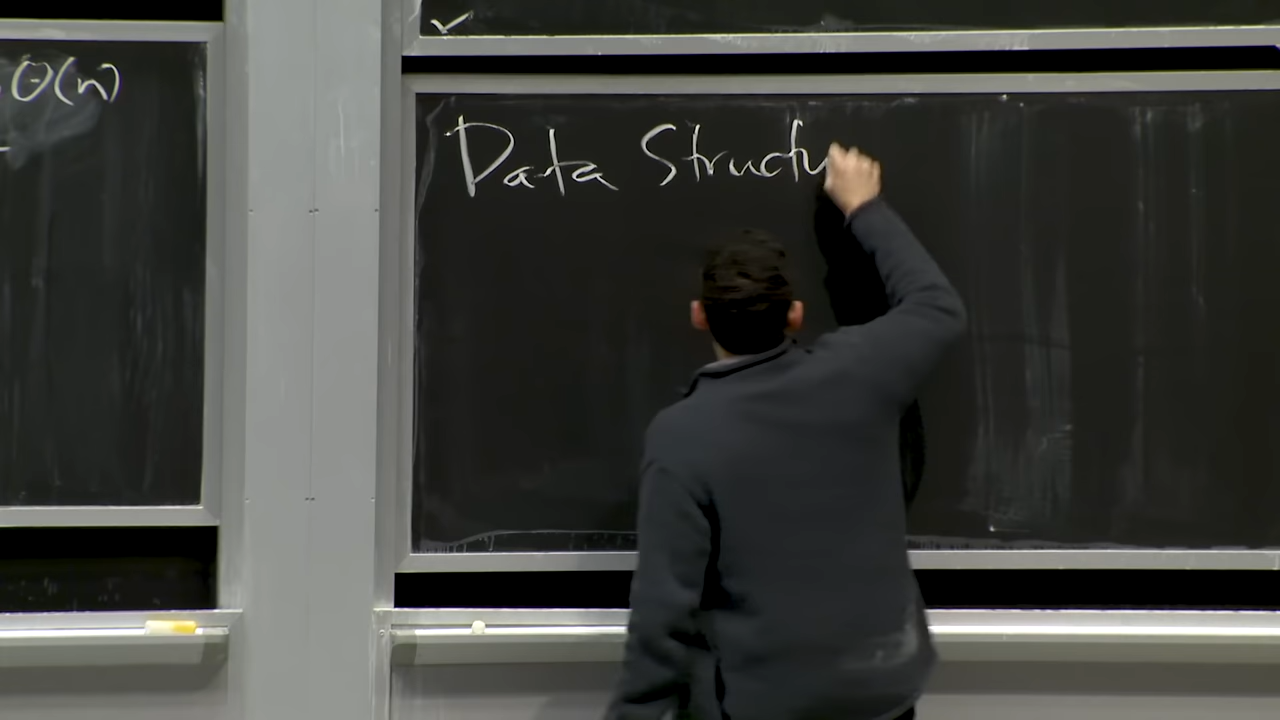 Θ(n)
Data Structu